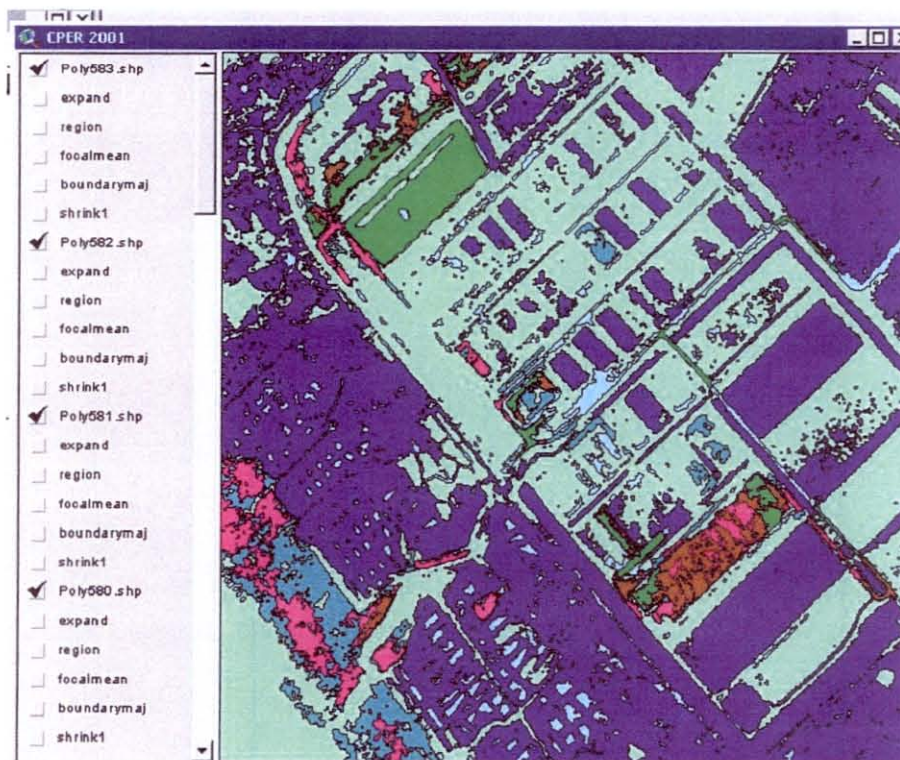 CPER 2001
Poly583.shp
expand
region
focalmean
boundarymaj
shrink1
Poly582.shp
expand
region
focalmean
boundarymaj
shrink1
Poly581.shp
expand
region
focalmean
boundarymaj
shrink1
Poly580.shp
expand
region
focalmean
boundarymaj
shrink1